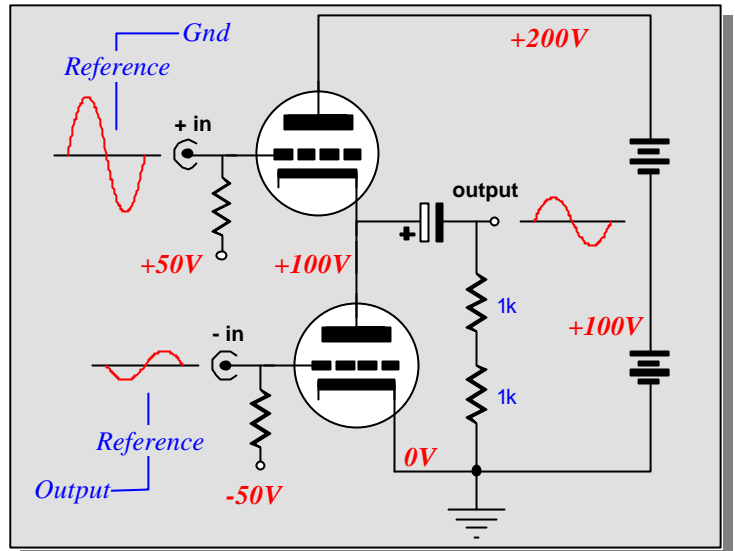 Gnd
+200V
Reference
+ in
output
+
+50V
+100V
1k
- in
+100V
1k
Reference
0V
Output
-50V